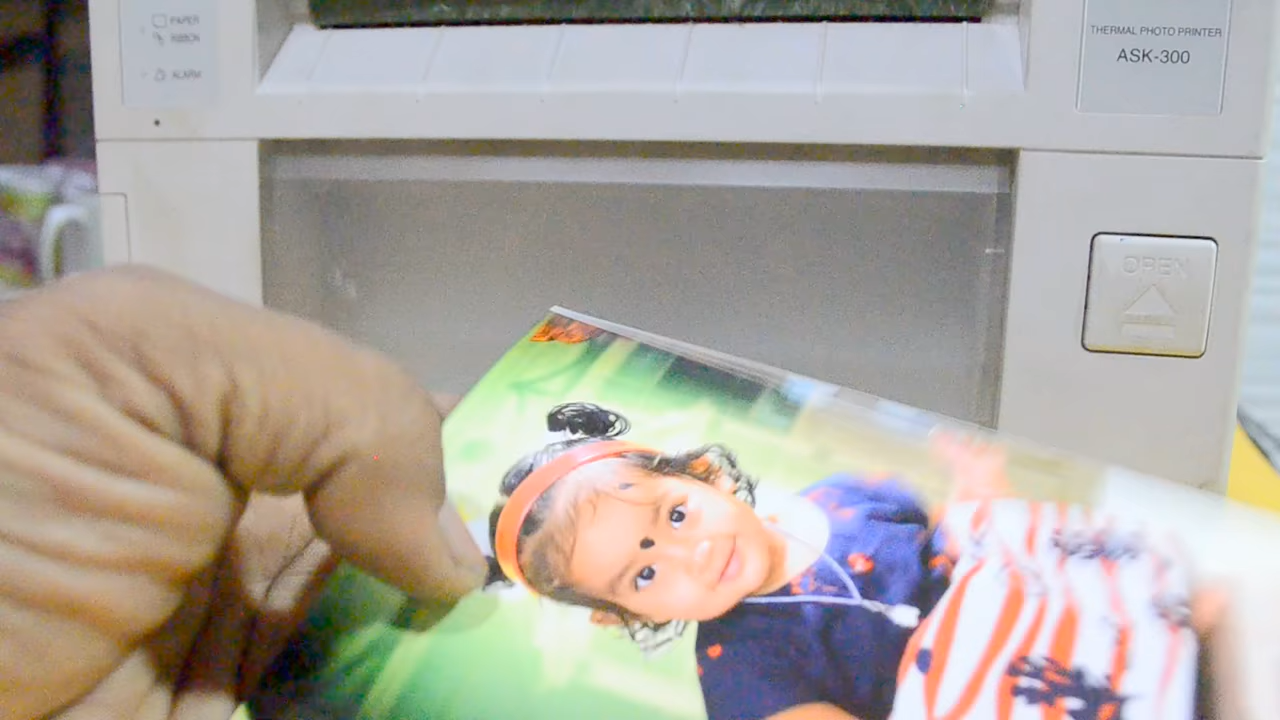 PAPER
RIBBON
ALARM
THERMAL PHOTO PRINTER
ASK-300
OPEN